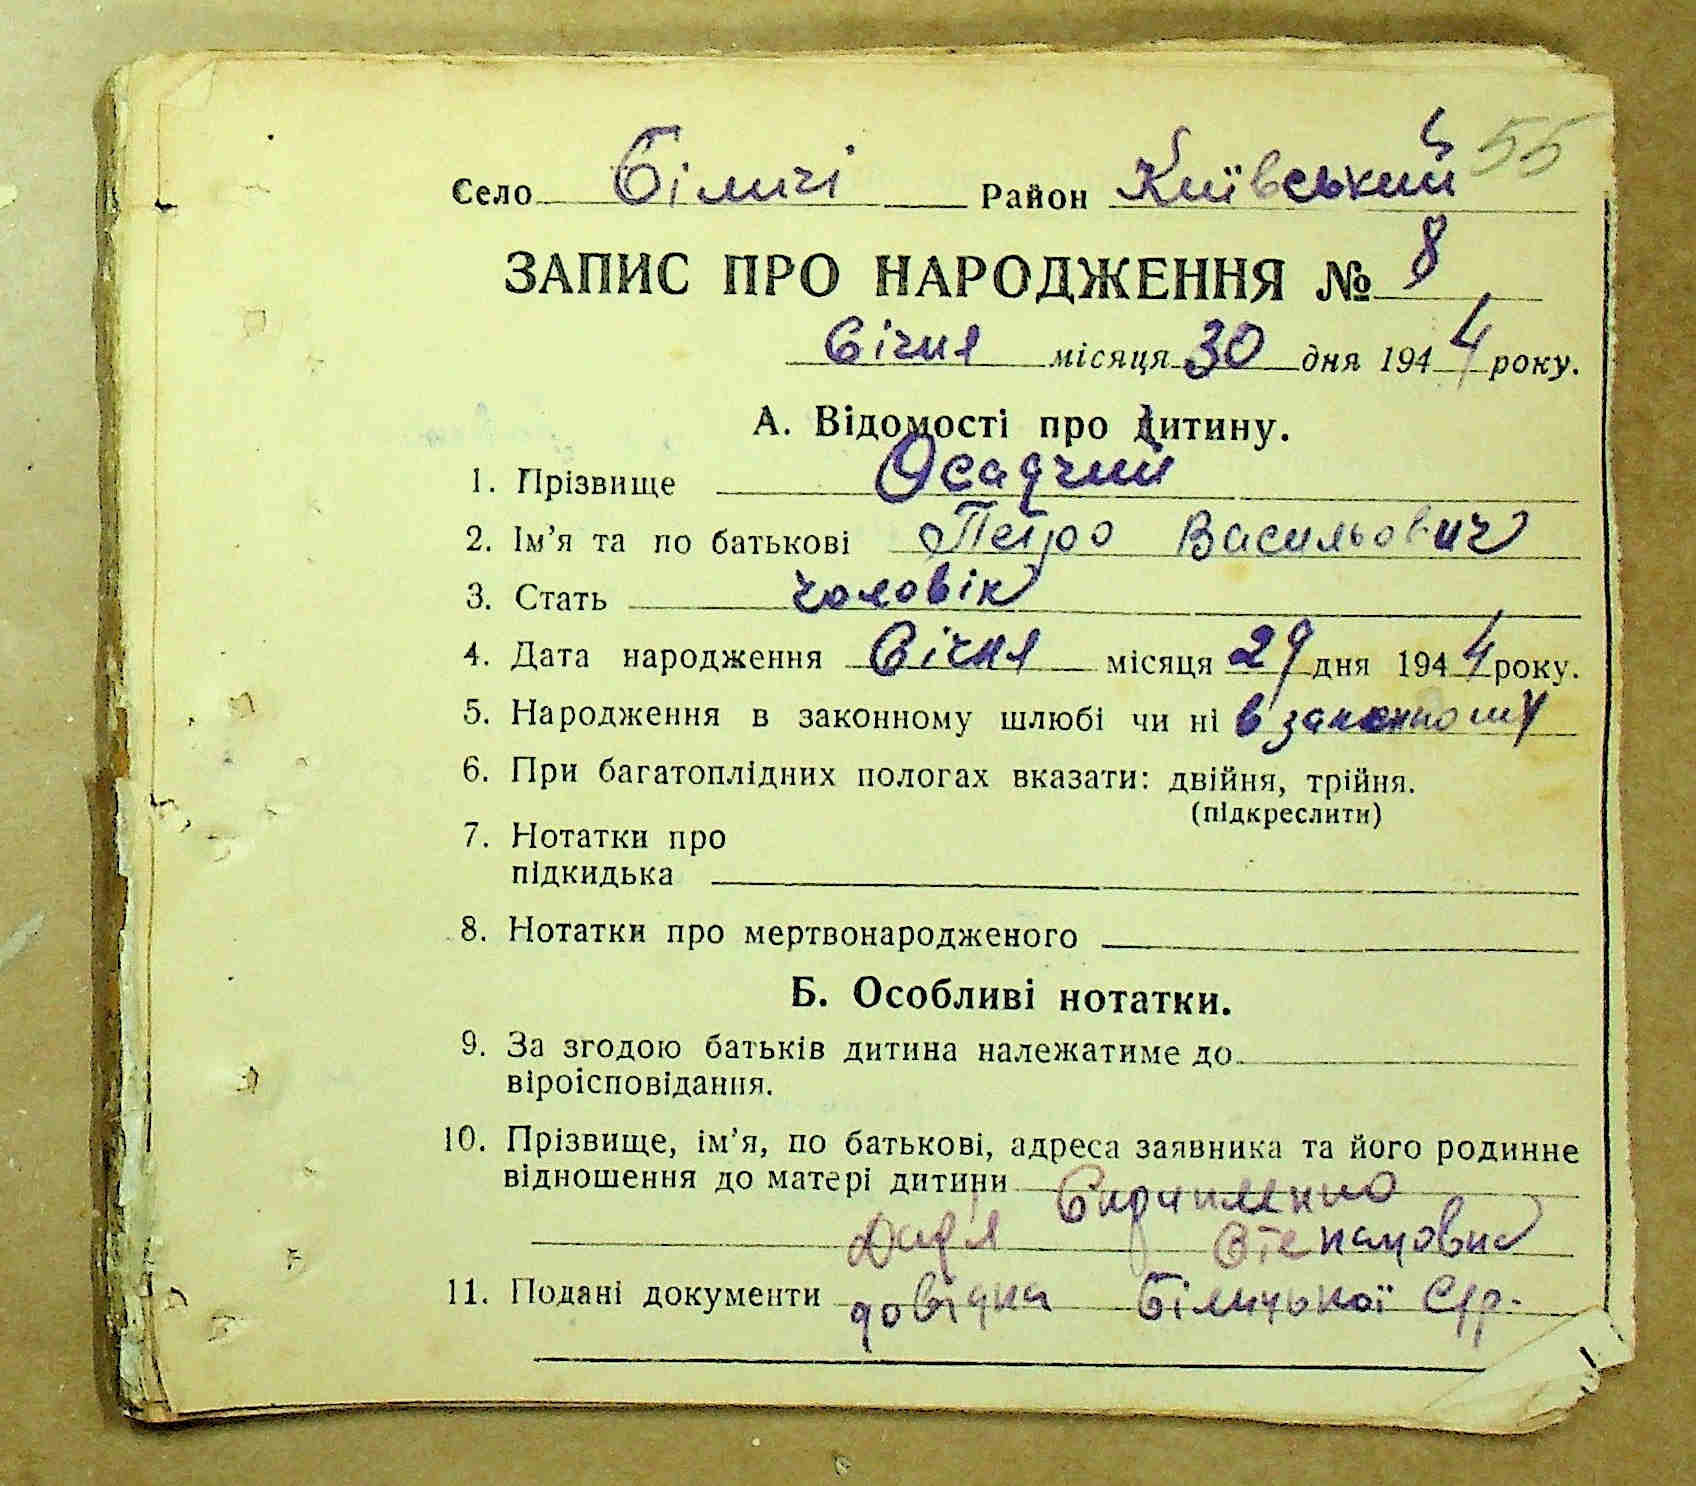 55
Село Біличі Район Київський
ЗАПИС ПРО НАРОДЖЕННЯ № 8
Січня місяця 30 дня 1944 року.
А. Відомості про дитину.
1. Прізвище Осадчий
2. Ім’я та по батькові Петро Васильович
3. Стать чоловік
4. Дата народження Січня місяця 29 дня 1944 року.
5. Народження в законному шлюбі чи ні в законному
6. При багатоплідних пологах вказати: двійня, трійня.
(підкреслити)
7. Нотатки про
підкидька
8. Нотатки про мертвонародженого
Б. Особливі нотатки.
9. За згодою батьків дитина належатиме до
віроісповідання.
10. Прізвище, ім’я, по батькові, адреса заявника та його родинне
відношення до матері дитини
Степановна
11. Подані документи довідка Білицької